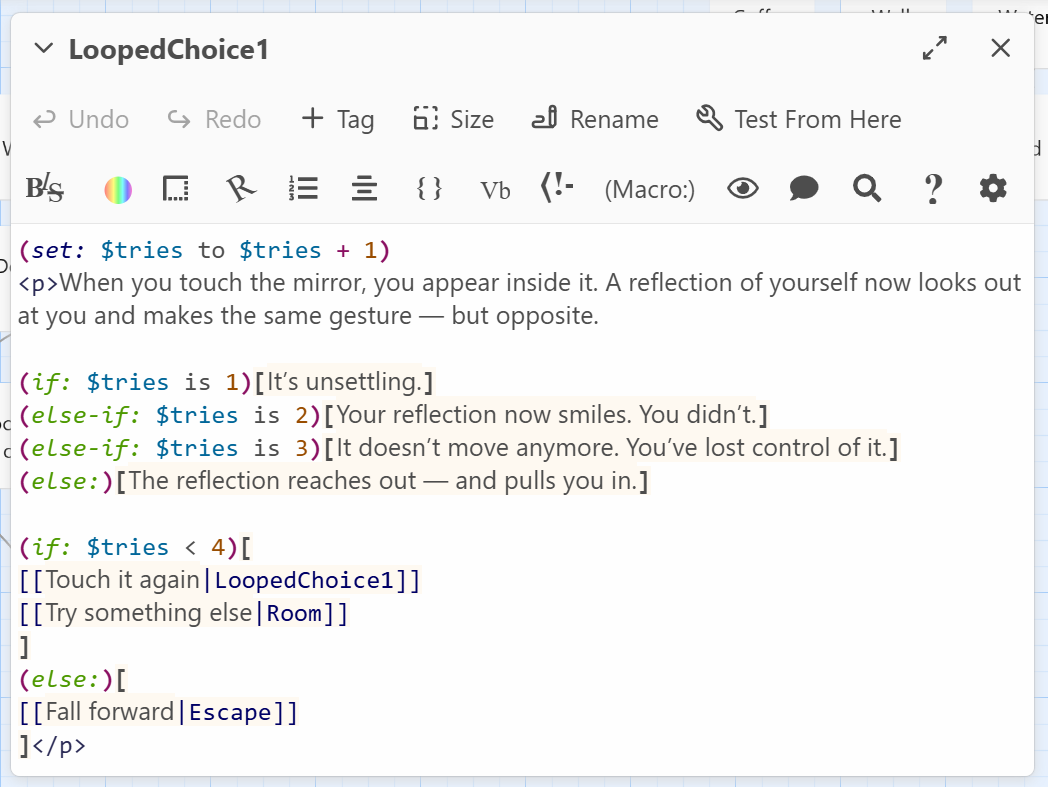 LoopedChoice1
Undo Redo + Tag Size Rename Test From Here
BIS { } Vb (Macro:) ?
(set: $tries to $tries + 1)
<p>When you touch the mirror, you appear inside it. A reflection of yourself now looks out
at you and makes the same gesture — but opposite.
(if: $tries is 1)[It’s unsettling.]
(else-if: $tries is 2)[Your reflection now smiles. You didn’t.]
(else-if: $tries is 3)[It doesn’t move anymore. You’ve lost control of it.]
(else:)[The reflection reaches out — and pulls you in.]
(if: $tries < 4)[
[[Touch it again|LoopedChoice1]]
[[Try something else|Room]]
]
(else:)[
[[Fall forward|Escape]]
]</p>